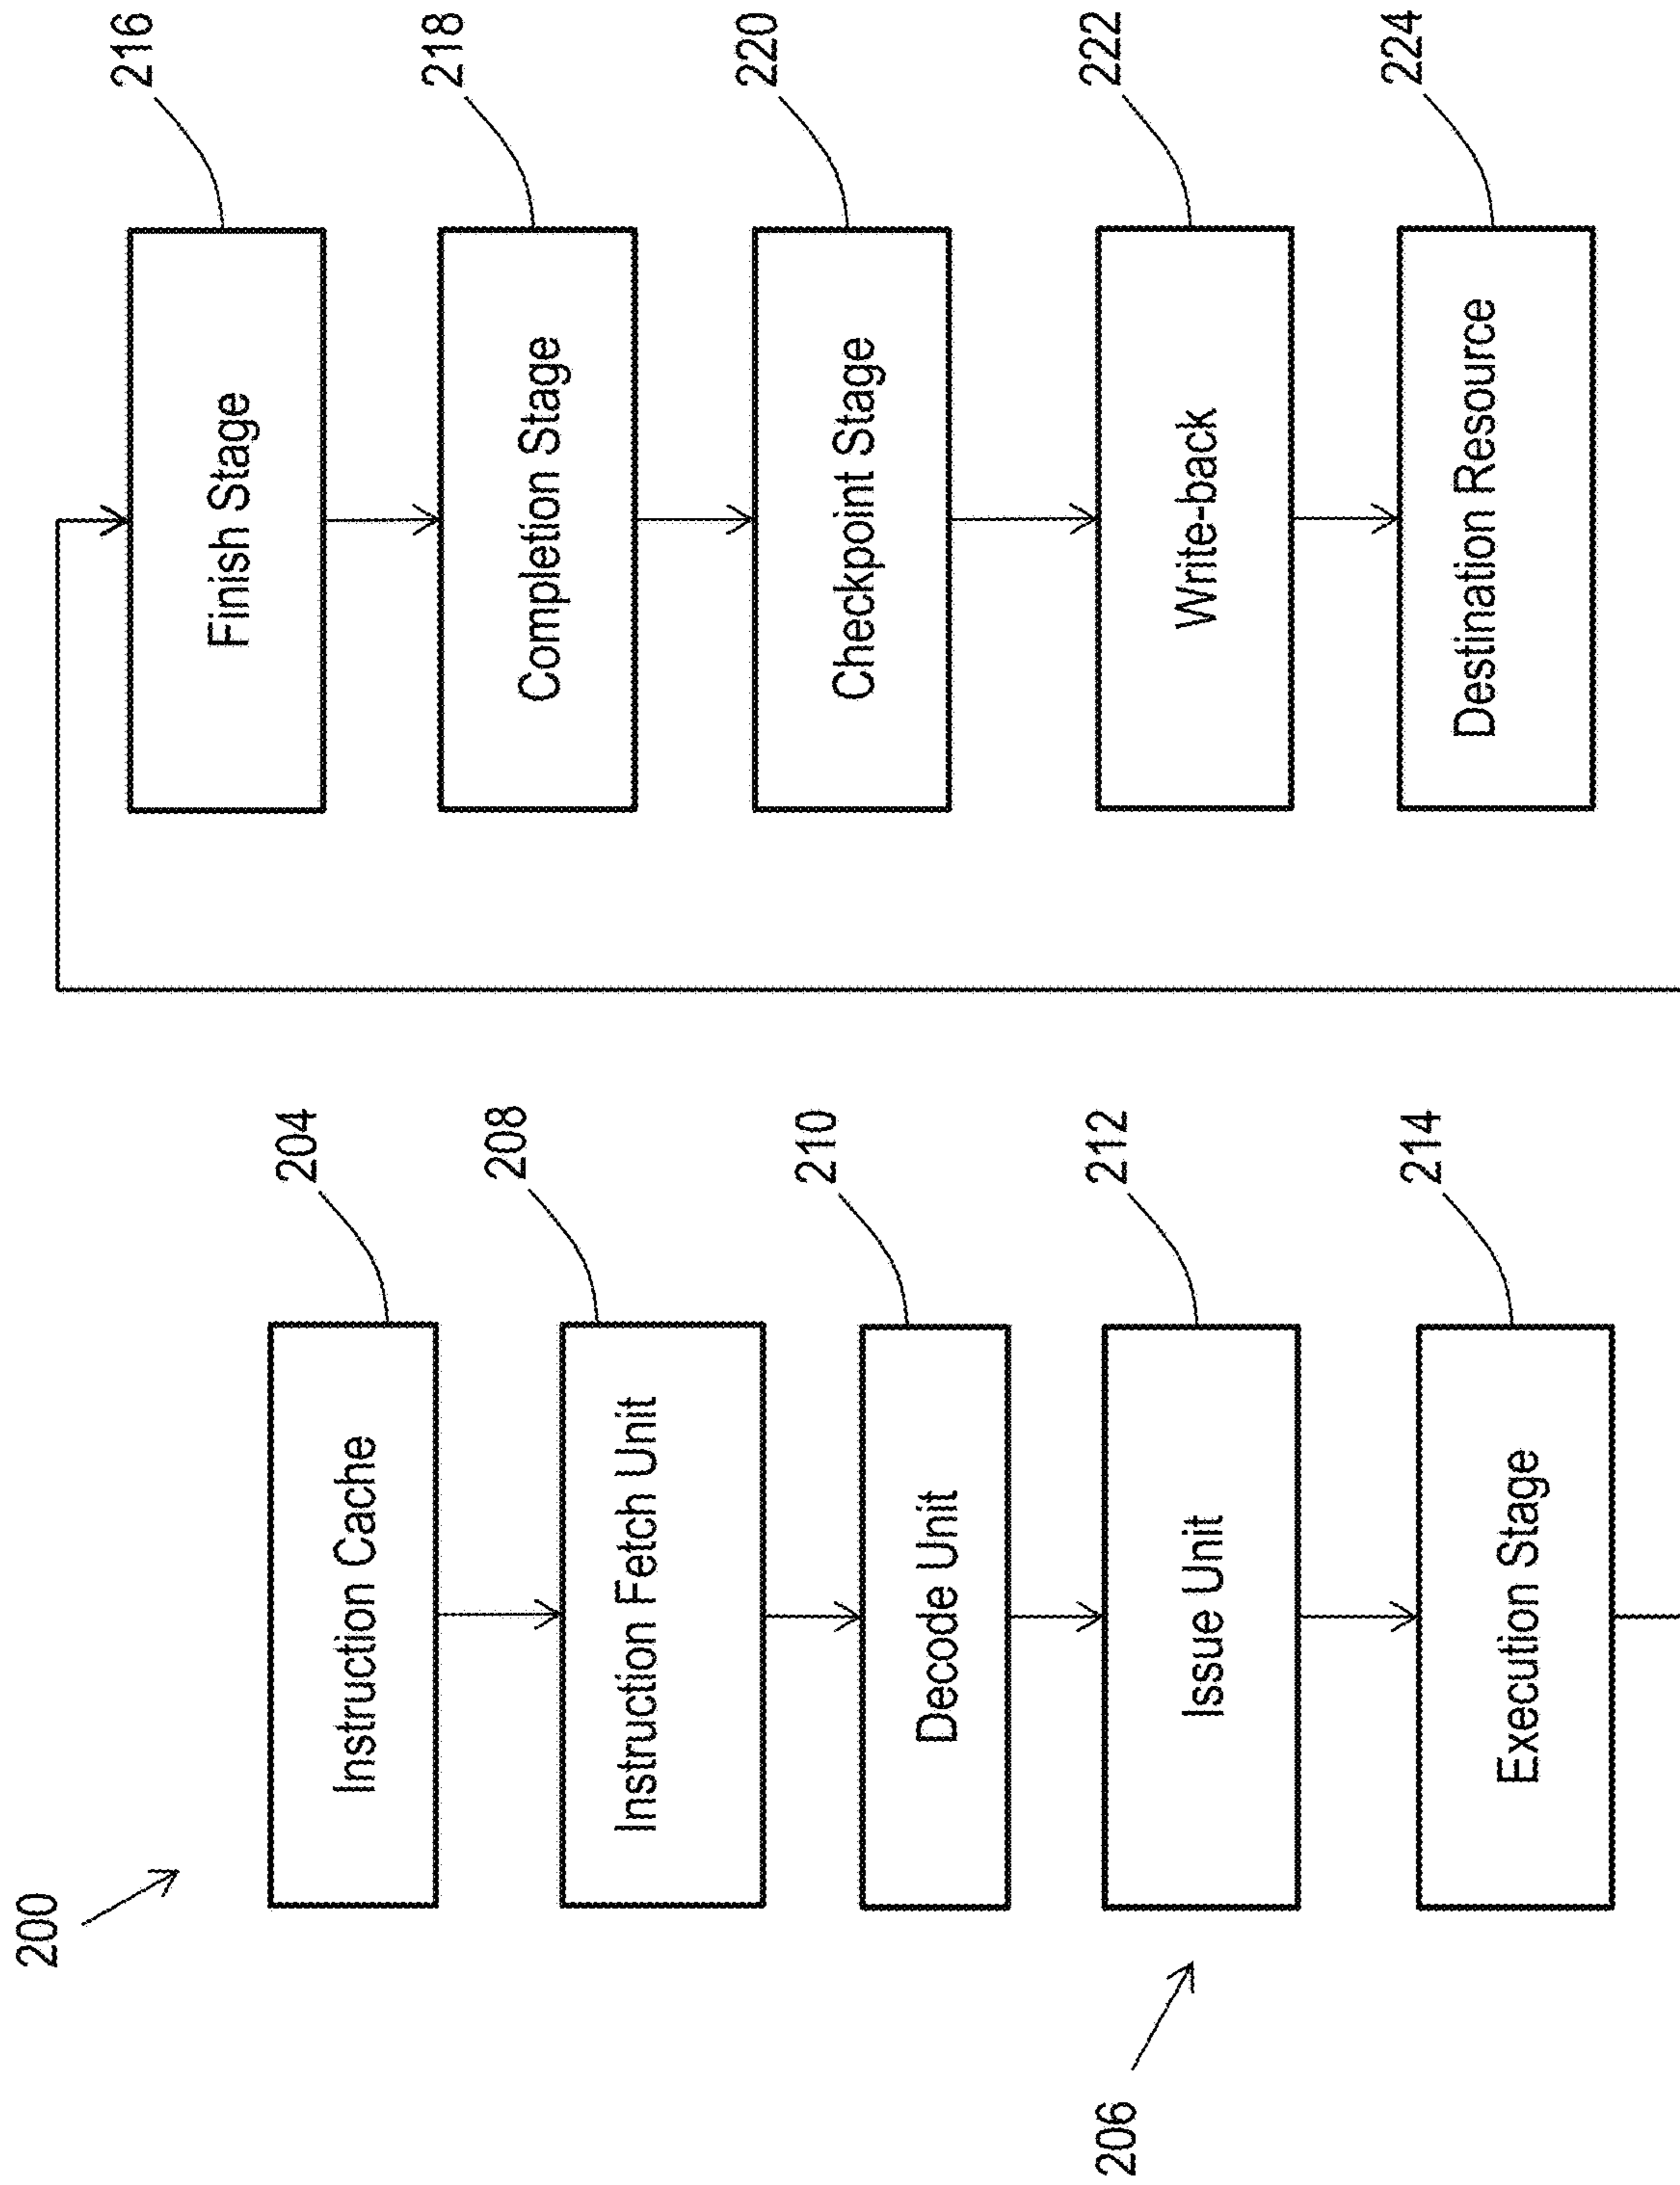 200
206
Instruction Cache
204
Instruction Fetch Unit
208
Decode Unit
210
Issue Unit
212
Execution Stage
214
Finish Stage
216
Completion Stage
218
Checkpoint Stage
220
Write-back
222
Destination Resource
224